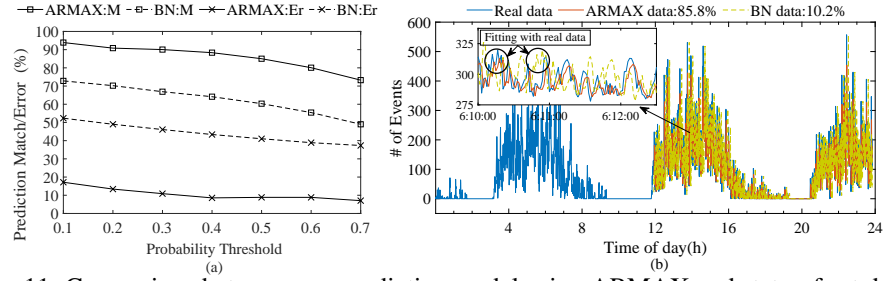 ARMAX:M BN:M ARMAX:Er BN:Er
Prediction Match/Error (%)
100
90
80
70
60
50
40
30
20
10
0
0.1 0.2 0.3 0.4 0.5 0.6 0.7
Probability Threshold
(a)
Real data ARMAX data:85.8% BN data:10.2%
# of Events
600
500
400
300
200
100
0
Fitting with real data
325
300
275
6:10:00 6:11:00 6:12:00
4 8 12 16 20 24
Time of day(h)
(b)